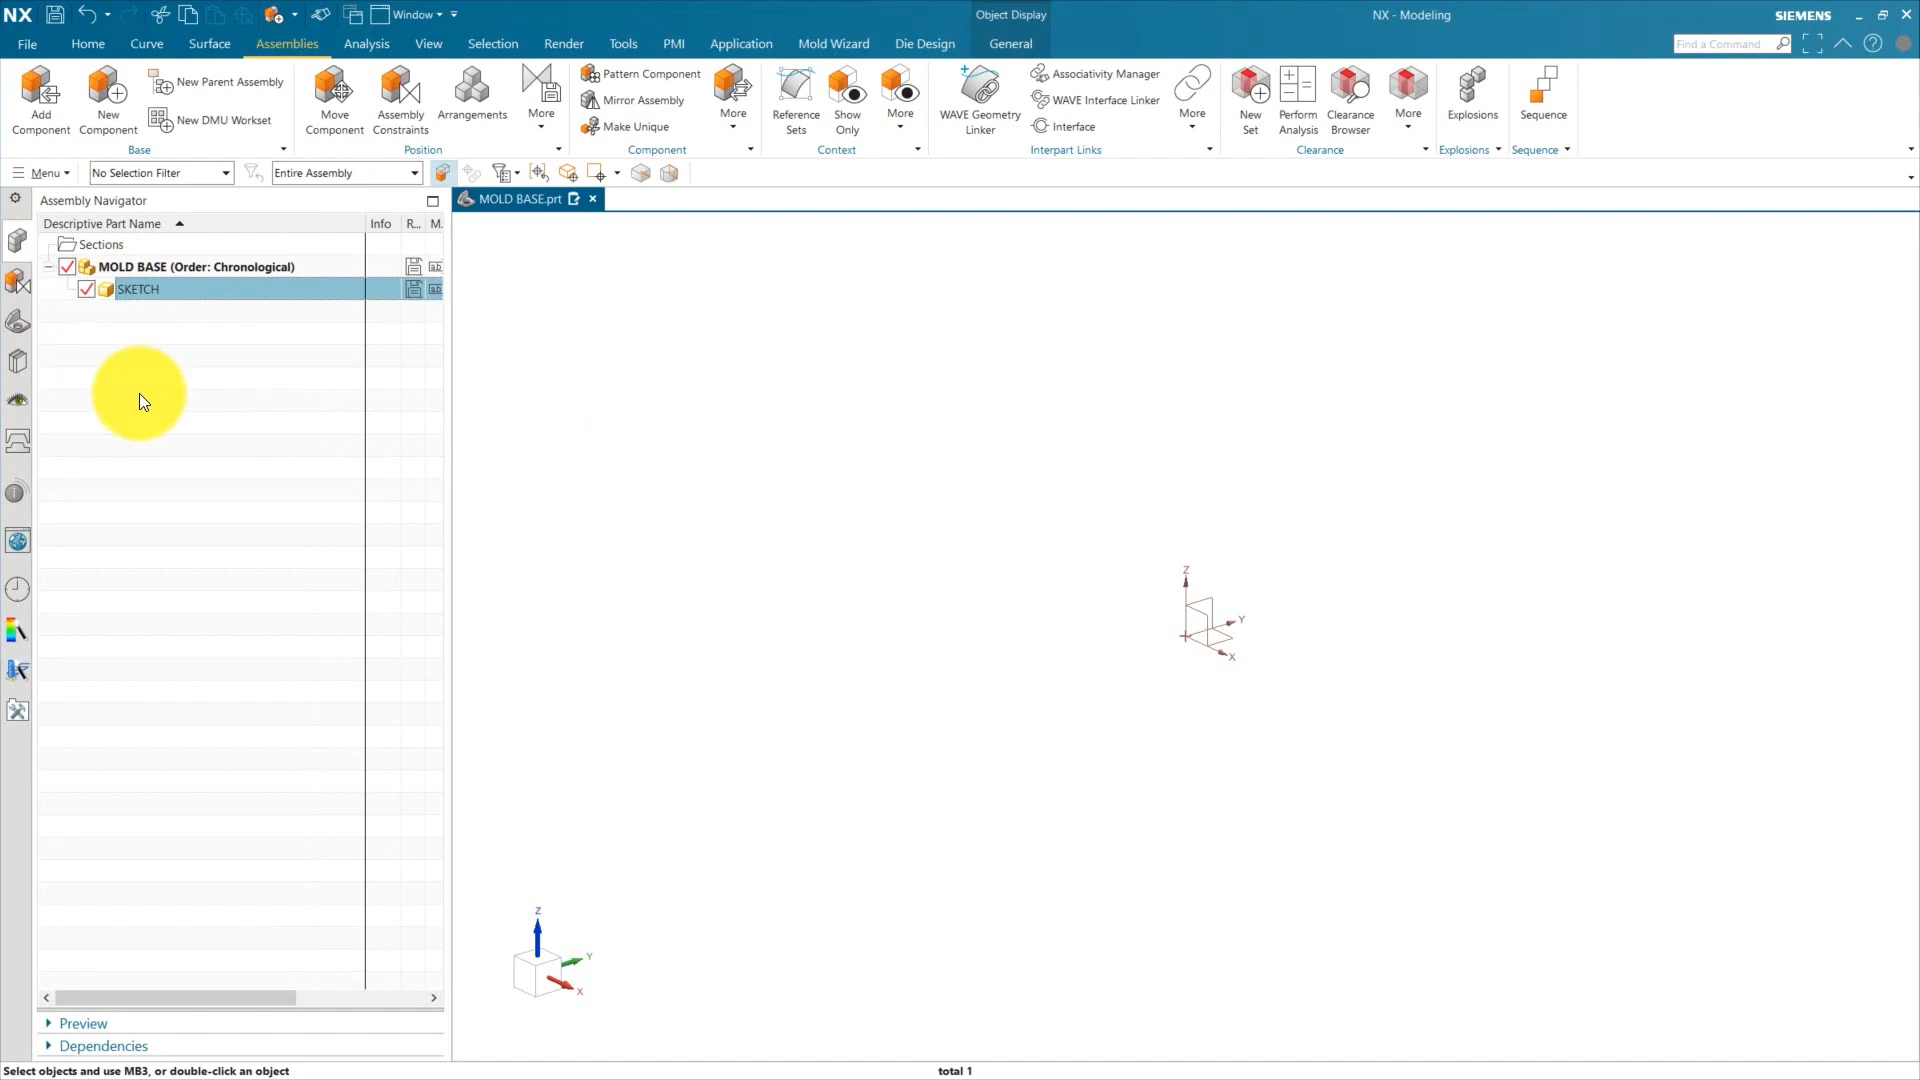 NX
Window
Object Display
NX - Modeling
SIEMENS
File
Home
Curve
Surface
Assemblies
Analysis
View
Selection
Render
Tools
PMI
Application
Mold Wizard
Die Design
General
Find a Command
Add Component
New Component
New Parent Assembly
New DMU Workset
Base
Move Component
Assembly Constraints
Arrangements
More
Position
Pattern Component
Mirror Assembly
Make Unique
More
Component
Reference Sets
Show Only
More
Context
WAVE Geometry Linker
Associativity Manager
WAVE Interface Linker
Interface
More
Interpart Links
New Set
Perform Analysis
Clearance Browser
More
Clearance
Explosions
Explosions
Sequence
Sequence
Menu
No Selection Filter
Entire Assembly
Assembly Navigator
MOLD BASE.prt
Descriptive Part Name
Info
R...
M.
Sections
MOLD BASE (Order: Chronological)
SKETCH
Z
Y
X
Z
Y
X
Preview
Dependencies
Select objects and use MB3, or double-click an object
total 1